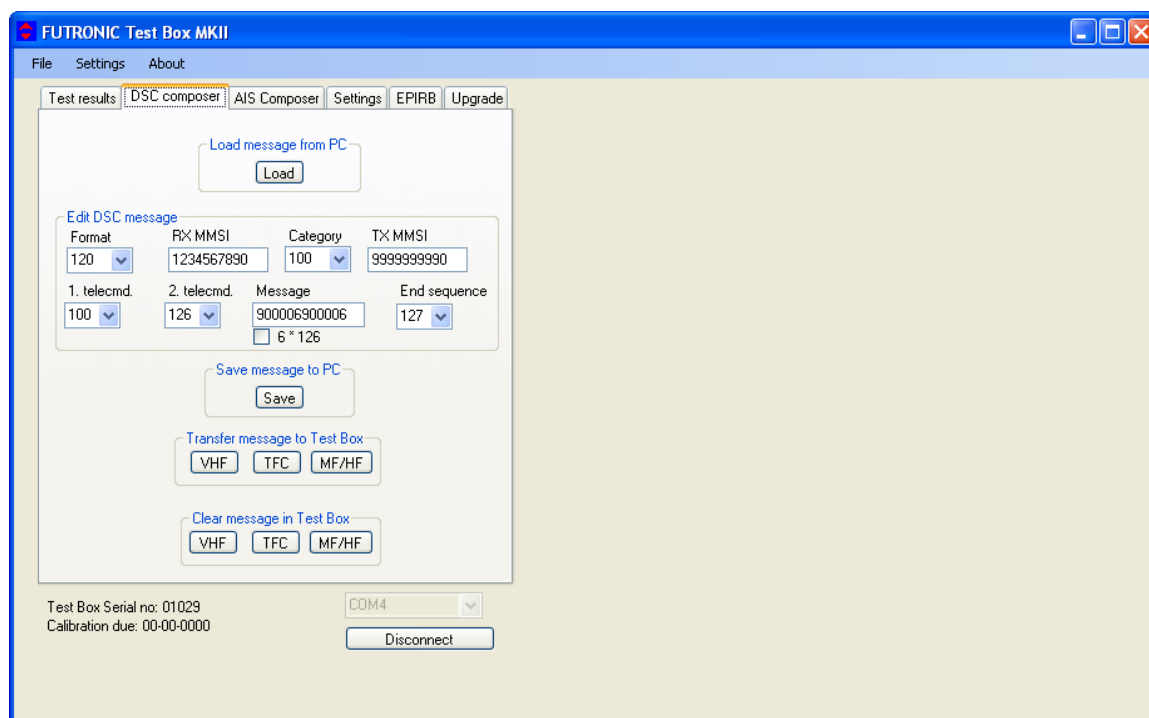 FUTRONIC Test Box MKII
File Settings About
Test results DSC composer AIS Composer Settings EPIRB Upgrade
Load message from PC
Load
Edit DSC message
Format RX MMSI Category TX MMSI
120 1234567890 100 9999999990
1. telecmd. 2. telecmd. Message End sequence
100 126 900006900006 127
6 * 126
Save message to PC
Save
Transfer message to Test Box
VHF TFC MF/HF
Clear message in Test Box
VHF TFC MF/HF
Test Box Serial no: 01029 COM4
Calibration due: 00-00-0000
Disconnect